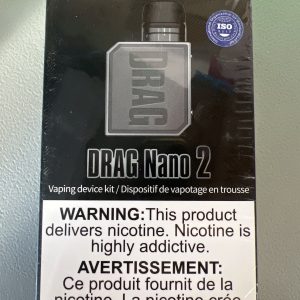 ISO
DRAG
DRAG Nano 2
Vaping device kit / Dispositif de vapotage en trousse
WARNING: This product
delivers nicotine. Nicotine
is highly addictive.
AVERTISSEMENT:
Ce produit fournit de la
nicotine. La nicotine crée